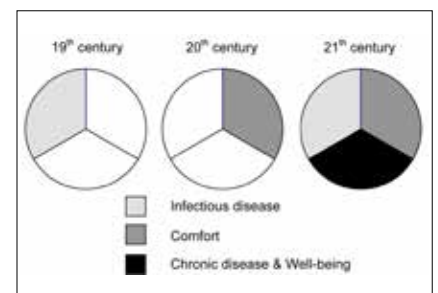 19th century 20th century 21th century
Infectious disease
Comfort
Chronic disease & Well-being